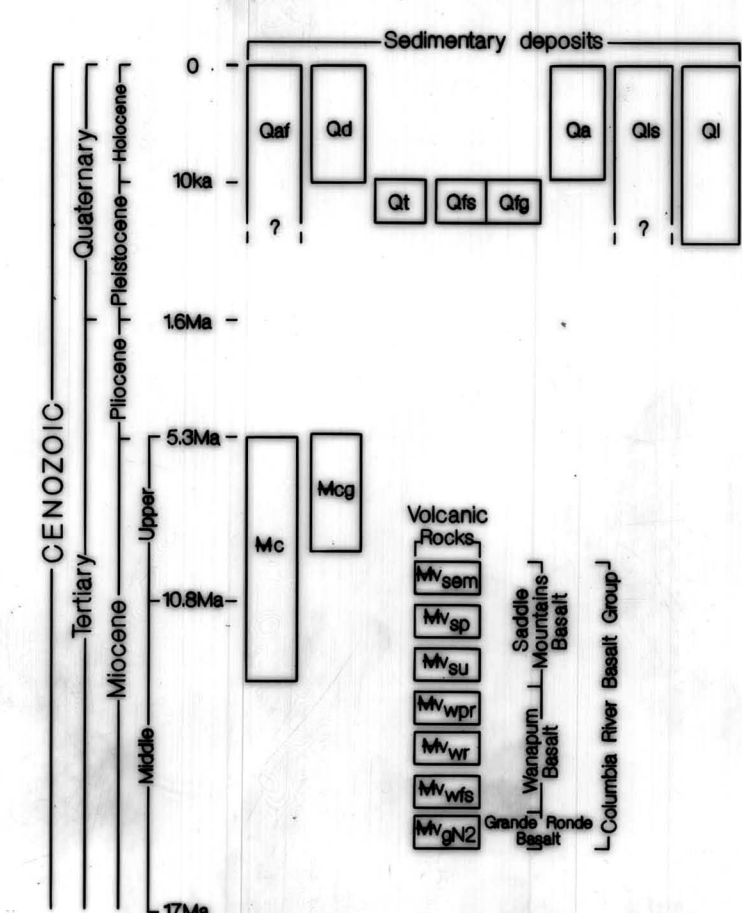 Sedimentary deposits
0
Qaf
Qd
Qa
Qls
Ql
10ka
Qt
Qfs
Qfg
?
?
1.6Ma
5.3Ma
Mc
Mcg
10.8Ma
17Ma
CENOZOIC
Quaternary
Tertiary
Holocene
Pleistocene
Pliocene
Miocene
Upper
Middle
Volcanic
Rocks
Mvsem
Mvsp
Mvsu
Mvwpr
Mvwr
Mvwfs
MvgN2
Saddle
Mountains
Basalt
Wanapum
Basalt
Grande Ronde
Basalt
Columbia River Basalt Group